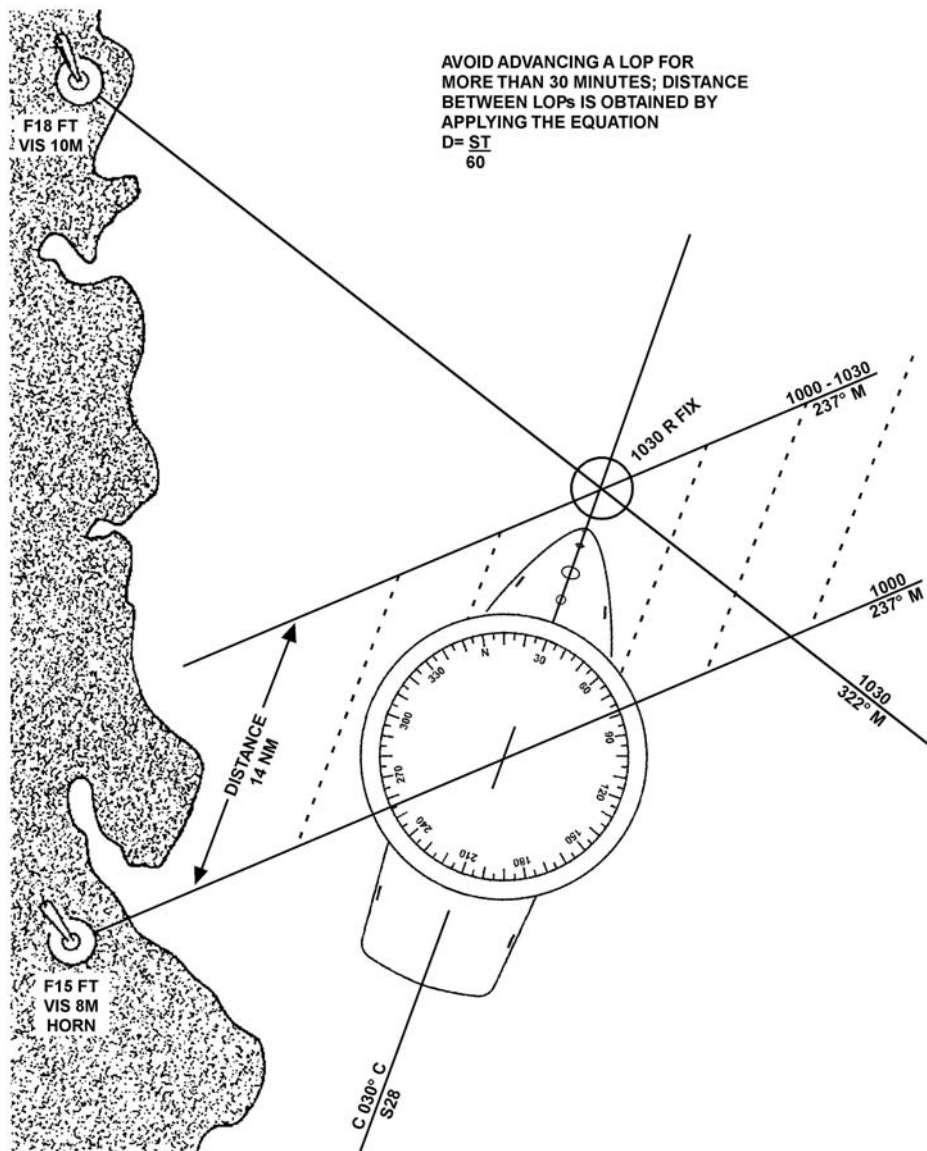 AVOID ADVANCING A LOP FOR
MORE THAN 30 MINUTES; DISTANCE
BETWEEN LOPs IS OBTAINED BY
APPLYING THE EQUATION
D= ST
60
F18 FT
VIS 10M
1000 - 1030
237° M
1030 R FIX
1000
237° M
1030
322° M
DISTANCE
14 NM
N
30
60
90
120
150
180
210
240
270
300
330
F15 FT
VIS 8M
HORN
C 030° C
S28